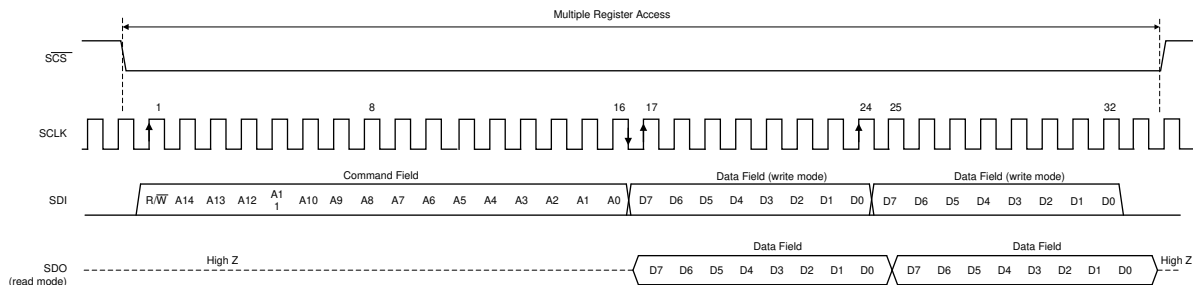 Multiple Register Access
SCS
1 8 16 17 24 25 32
SCLK
Command Field Data Field (write mode) Data Field (write mode)
SDI R/W A14 A13 A12 A1 1 A10 A9 A8 A7 A6 A5 A4 A3 A2 A1 A0 D7 D6 D5 D4 D3 D2 D1 D0 D7 D6 D5 D4 D3 D2 D1 D0
Data Field Data Field
High Z High Z
SDO D7 D6 D5 D4 D3 D2 D1 D0 D7 D6 D5 D4 D3 D2 D1 D0
(read mode)